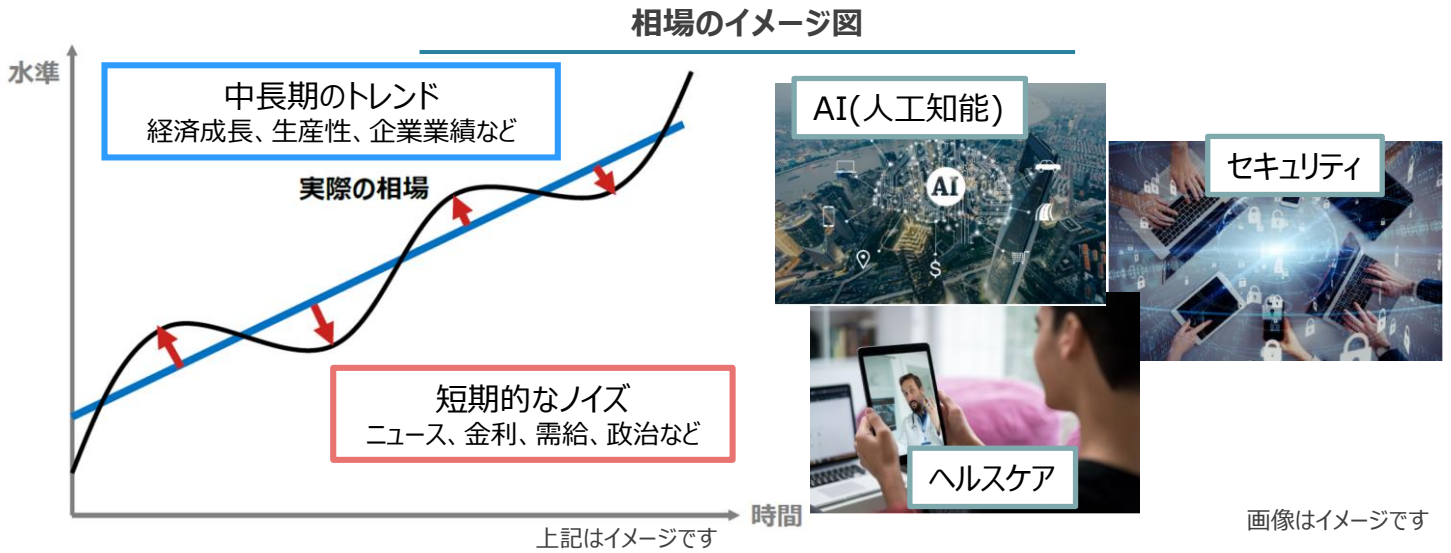 相場のイメージ図
水準
中長期のトレンド
経済成長、生産性、企業業績など
実際の相場
短期的なノイズ
ニュース、金利、需給、政治など
時間
上記はイメージです
AI(人工知能)
AI
$
セキュリティ
ヘルスケア
画像はイメージです